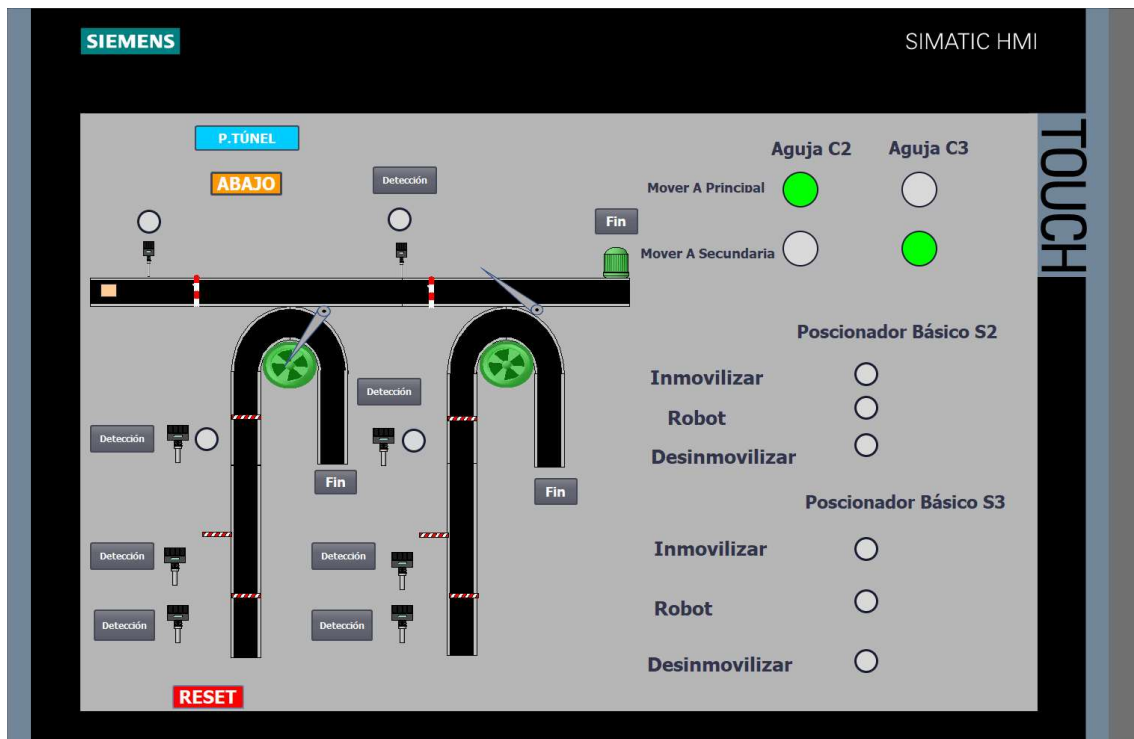 SIEMENS
SIMATIC HMI
TOUCH
P.TÚNEL
ABAJO
Detección
Fin
Aguja C2
Aguja C3
Mover A Principal
Mover A Secundaria
Poscionador Básico S2
Inmovilizar
Robot
Desinmovilizar
Detección
Detección
Fin
Fin
Poscionador Básico S3
Inmovilizar
Robot
Desinmovilizar
Detección
Detección
Detección
Detección
RESET